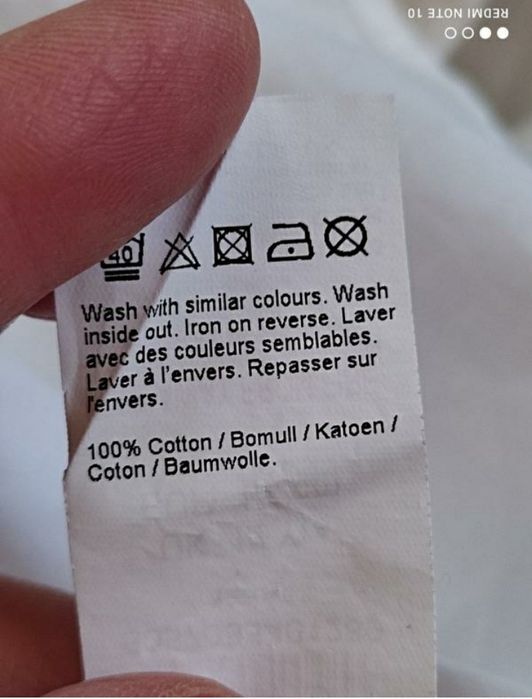 REDMI NOTE 10
40
Wash with similar colours. Wash
inside out. Iron on reverse. Laver
avec des couleurs semblables.
Laver à l'envers. Repasser sur
l'envers.
100% Cotton / Bomull / Katoen /
Coton / Baumwolle.